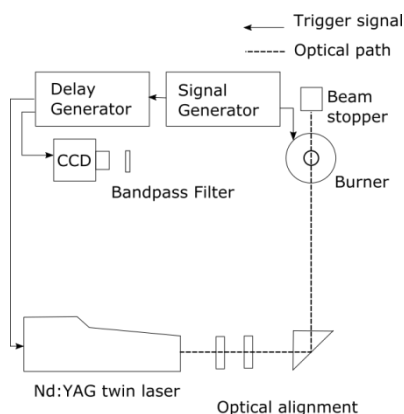 Trigger signal
Optical path
Delay
Generator
Signal
Generator
Beam
stopper
CCD
Bandpass Filter
Burner
Nd:YAG twin laser
Optical alignment